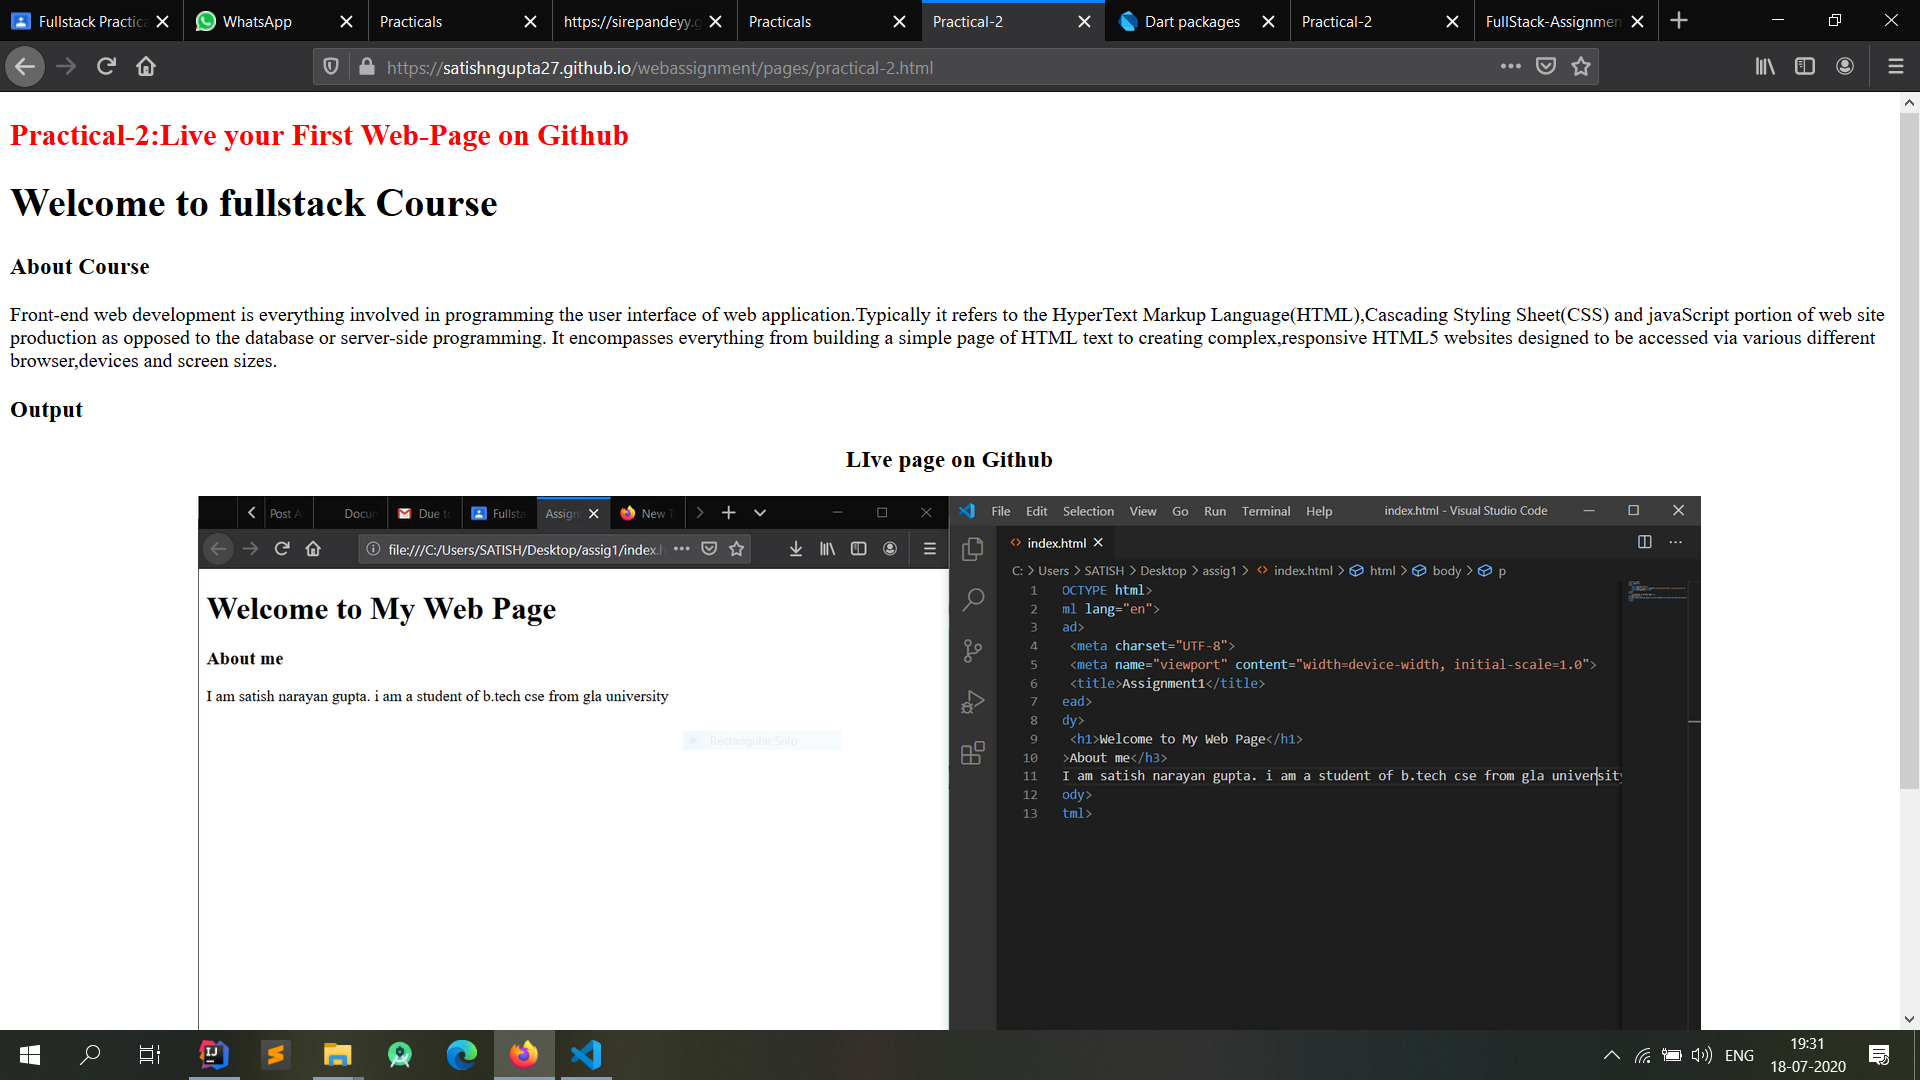 Fullstack Practica
WhatsApp
Practicals
https://sirepandeyy.g
Practicals
Practical-2
Dart packages
Practical-2
FullStack-Assignmen
https://satishngupta27.github.io/webassignment/pages/practical-2.html
Practical-2:Live your First Web-Page on Github
Welcome to fullstack Course
About Course
Front-end web development is everything involved in programming the user interface of web application.Typically it refers to the HyperText Markup Language(HTML),Cascading Styling Sheet(CSS) and javaScript portion of web site
production as opposed to the database or server-side programming. It encompasses everything from building a simple page of HTML text to creating complex,responsive HTML5 websites designed to be accessed via various different
browser,devices and screen sizes.
Output
LIve page on Github
Post A
Docu
Due to
Fullsta
Assign
New T
file:///C:/Users/SATISH/Desktop/assig1/index.h
Welcome to My Web Page
About me
I am satish narayan gupta. i am a student of b.tech cse from gla university
Rectangular Snip
File Edit Selection View Go Run Terminal Help
index.html - Visual Studio Code
index.html
C: > Users > SATISH > Desktop > assig1 > index.html > html > body > p
1 OCTYPE html>
2 ml lang="en">
3 ad>
4 <meta charset="UTF-8">
5 <meta name="viewport" content="width=device-width, initial-scale=1.0">
6 <title>Assignment1</title>
7 ead>
8 dy>
9 <h1>Welcome to My Web Page</h1>
10 >About me</h3>
11 I am satish narayan gupta. i am a student of b.tech cse from gla university
12 ody>
13 tml>
ENG
19:31
18-07-2020